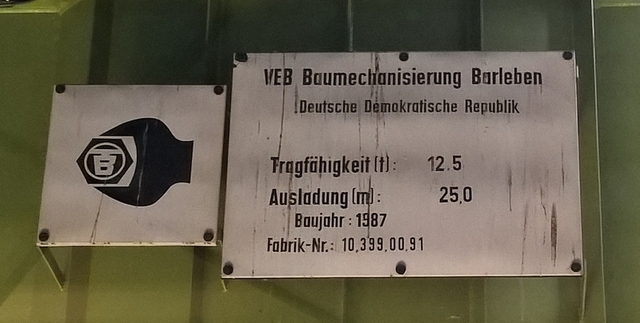 VEB Baumechanisierung Barleben
Deutsche Demokratische Republik
Tragfähigkeit(t): 12.5
Ausladung(m): 25,0
Baujahr: 1587
Fabrik-Nr.: 10,399,00,91